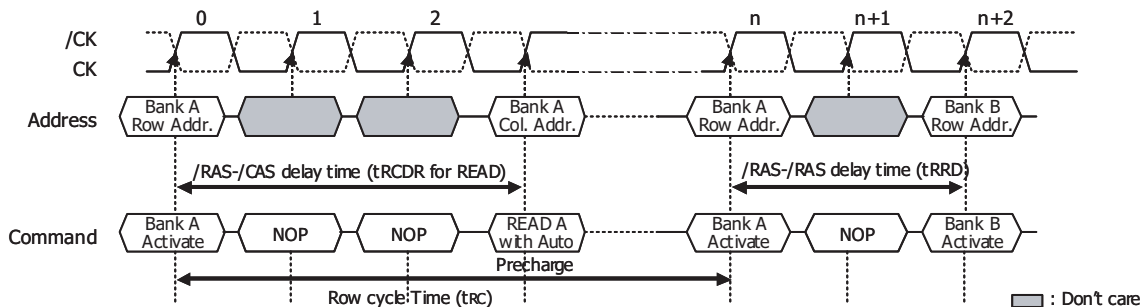 0 1 2 n n+1 n+2
/CK
CK
Address
Bank A
Row Addr.
Bank A
Col. Addr.
Bank A
Row Addr.
Bank B
Row Addr.
/RAS-/CAS delay time (tRCDR for READ)
/RAS-/RAS delay time (tRRD)
Command
Bank A
Activate
NOP
NOP
READ A
with Auto
Precharge
Bank A
Activate
NOP
Bank B
Activate
Row cycle Time (tRC)
: Don't care